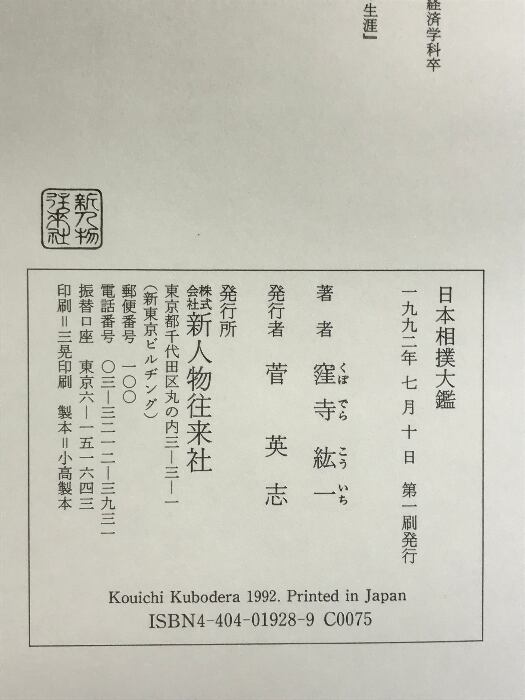 経済学科卒
生涯』
新人物往来社
日本相撲大鑑
一九九二年七月十日　第一刷発行
著者　窪寺紘一
くぼでら　こういち
発行者　菅　英志
発行所
株式会社新人物往来社
東京都千代田区丸の内三―三―一
（新東京ビルヂング）
郵便番号　一〇〇
電話番号　〇三―三二一二―三九三一
振替口座　東京六―一五一六四三
印刷＝三晃印刷　製本＝小高製本
Kouichi Kubodera 1992. Printed in Japan
ISBN4-404-01928-9 C0075